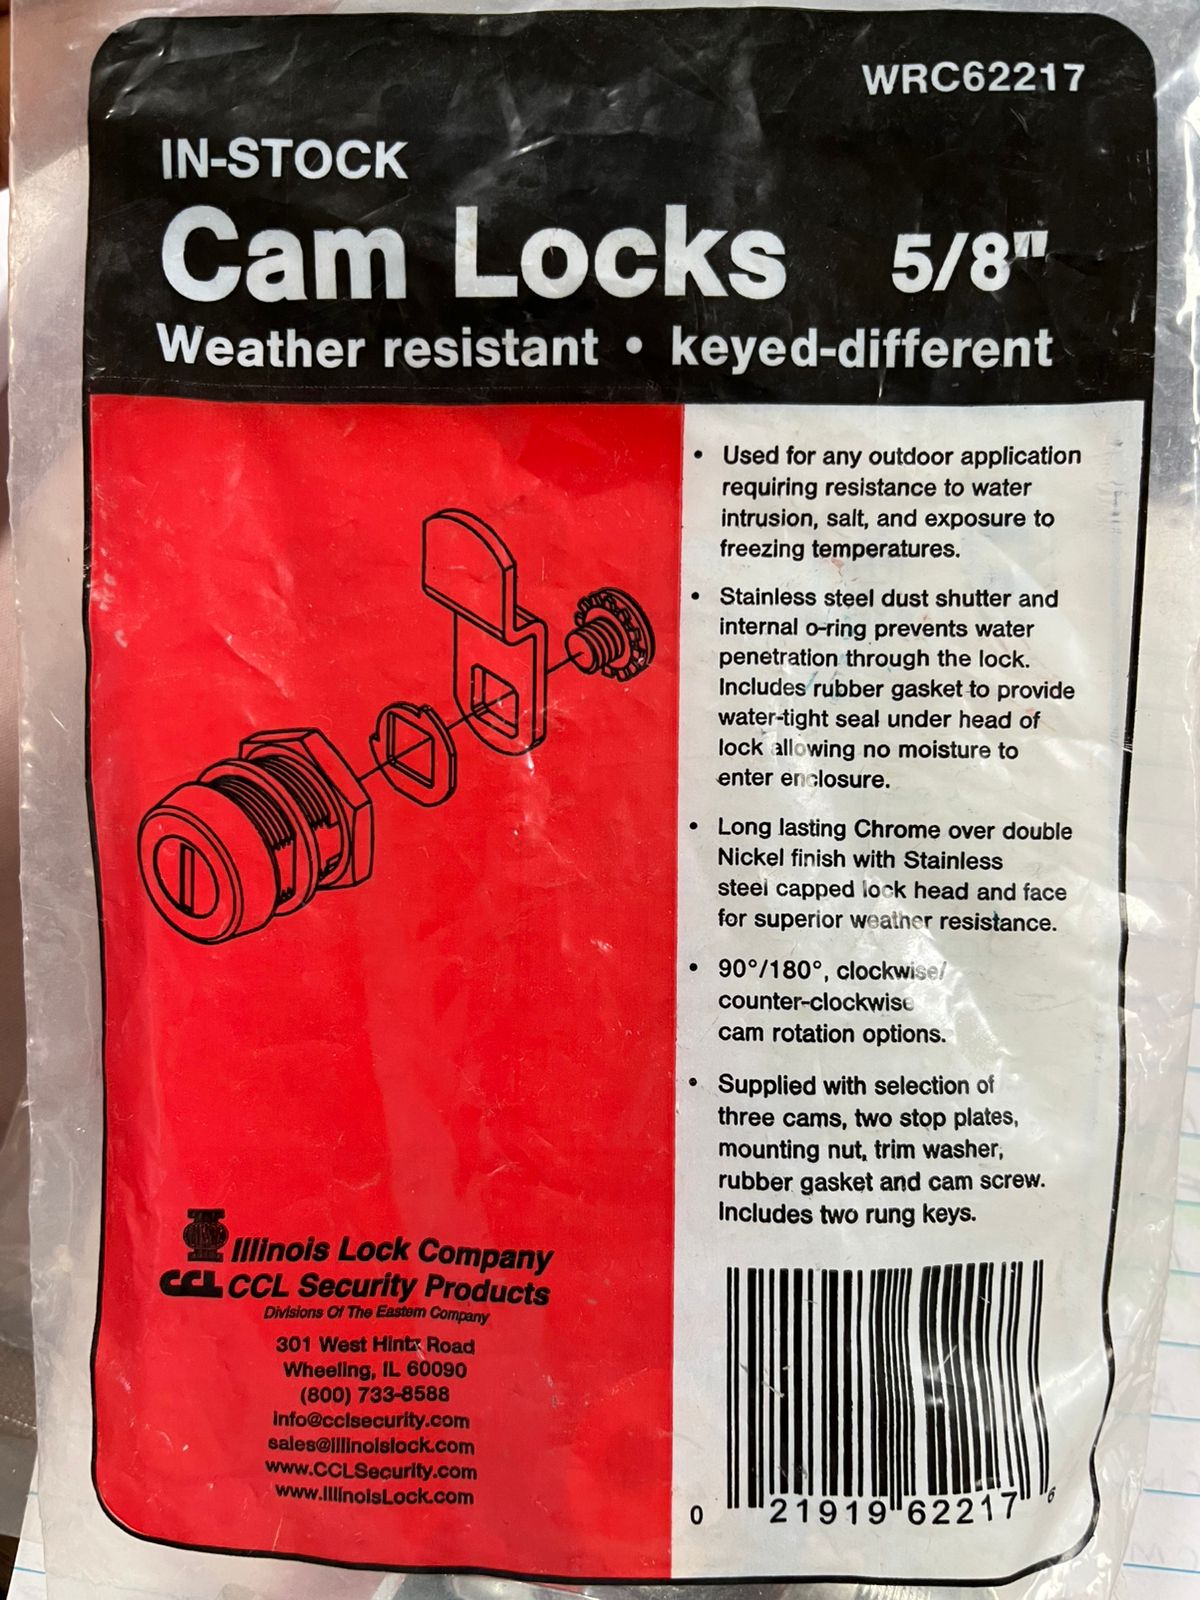 WRC62217
IN-STOCK
Cam Locks 5/8"
Weather resistant • keyed-different
• Used for any outdoor application
requiring resistance to water
intrusion, salt, and exposure to
freezing temperatures.
• Stainless steel dust shutter and
internal o-ring prevents water
penetration through the lock.
Includes rubber gasket to provide
water-tight seal under head of
lock allowing no moisture to
enter enclosure.
• Long lasting Chrome over double
Nickel finish with Stainless
steel capped lock head and face
for superior weather resistance.
• 90°/180°, clockwise/
counter-clockwise
cam rotation options.
• Supplied with selection of
three cams, two stop plates,
mounting nut, trim washer,
rubber gasket and cam screw.
Includes two rung keys.
Illinois Lock Company
CCL CCL Security Products
Divisions Of The Eastern Company
301 West Hintz Road
Wheeling, IL 60090
(800) 733-8588
info@cclsecurity.com
sales@illinoislock.com
www.CCLSecurity.com
www.IllinoisLock.com
0 21919 62217 6